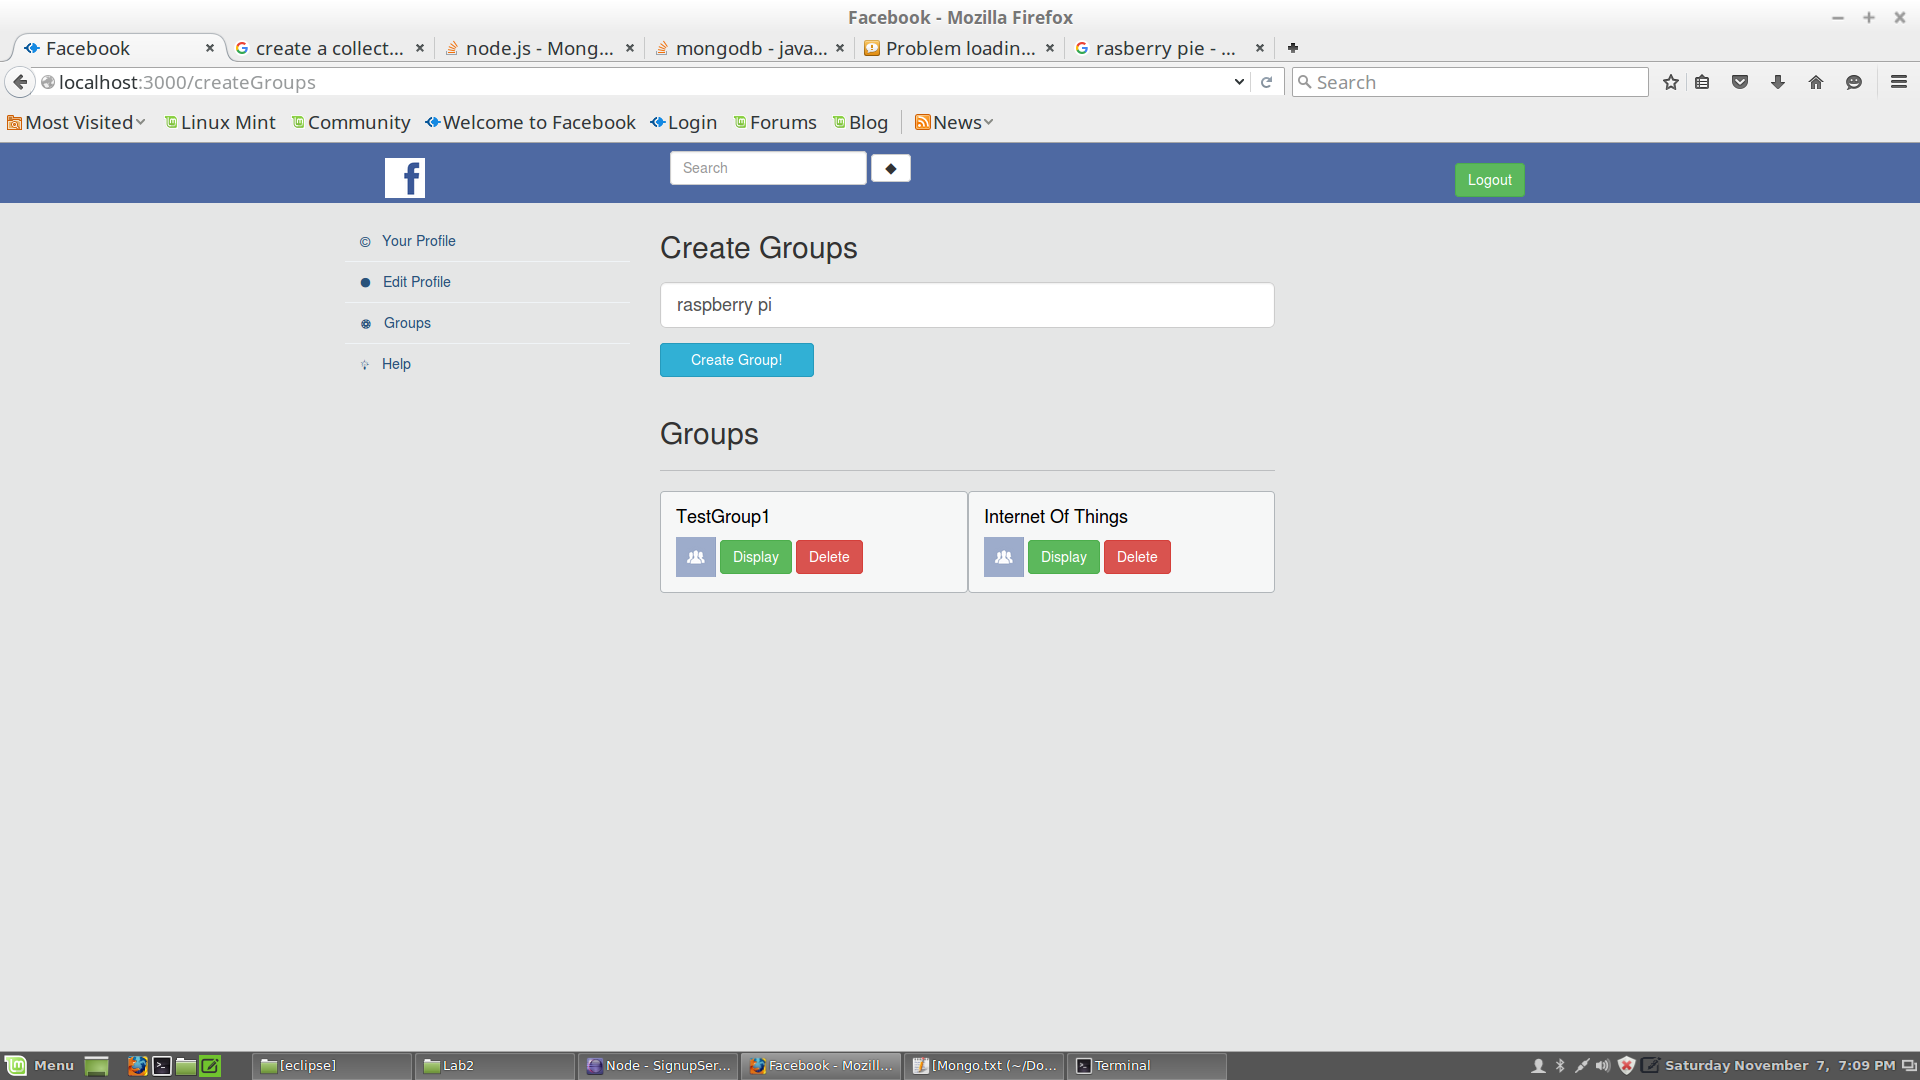 Facebook - Mozilla Firefox
Facebook
create a collect...
node.js - Mong...
mongodb - java...
Problem loadin...
rasberry pie - ...
localhost:3000/createGroups
Search
Most Visited
Linux Mint
Community
Welcome to Facebook
Login
Forums
Blog
News
f
Search
Logout
Your Profile
Edit Profile
Groups
Help
Create Groups
raspberry pi
Create Group!
Groups
TestGroup1
Display
Delete
Internet Of Things
Display
Delete
Menu
[eclipse]
Lab2
Node - SignupSer...
Facebook - Mozill...
[Mongo.txt (~/Do...
Terminal
Saturday November 7, 7:09 PM